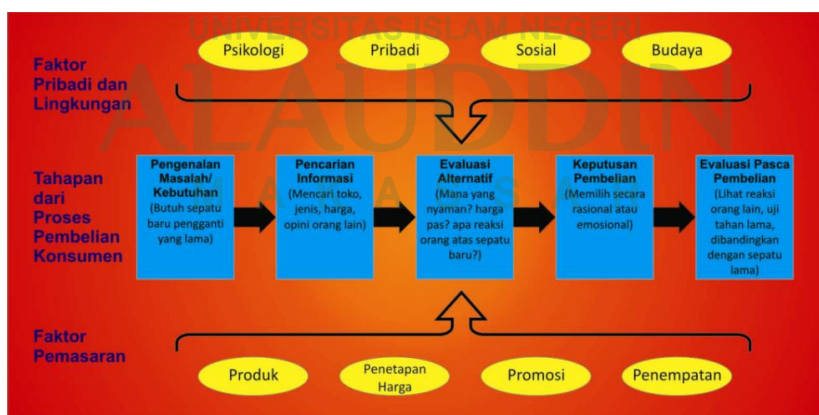 UNIVERSITAS ISLAM NEGERI
ALAUDDIN
Faktor
Pribadi dan
Lingkungan
Psikologi
Pribadi
Sosial
Budaya
Tahapan
dari
Proses
Pembelian
Konsumen
Pengenalan
Masalah/
Kebutuhan
(Butuh sepatu
baru pengganti
yang lama)
Pencarian
Informasi
(Mencari toko,
jenis, harga,
opini orang lain)
Evaluasi
Alternatif
(Mana yang
nyaman? harga
pas? apa reaksi
orang atas sepatu
baru?)
Keputusan
Pembelian
(Memilih secara
rasional atau
emosional)
Evaluasi Pasca
Pembelian
(Lihat reaksi
orang lain, uji
tahan lama,
dibandingkan
dengan sepatu
lama)
Faktor
Pemasaran
Produk
Penetapan
Harga
Promosi
Penempatan